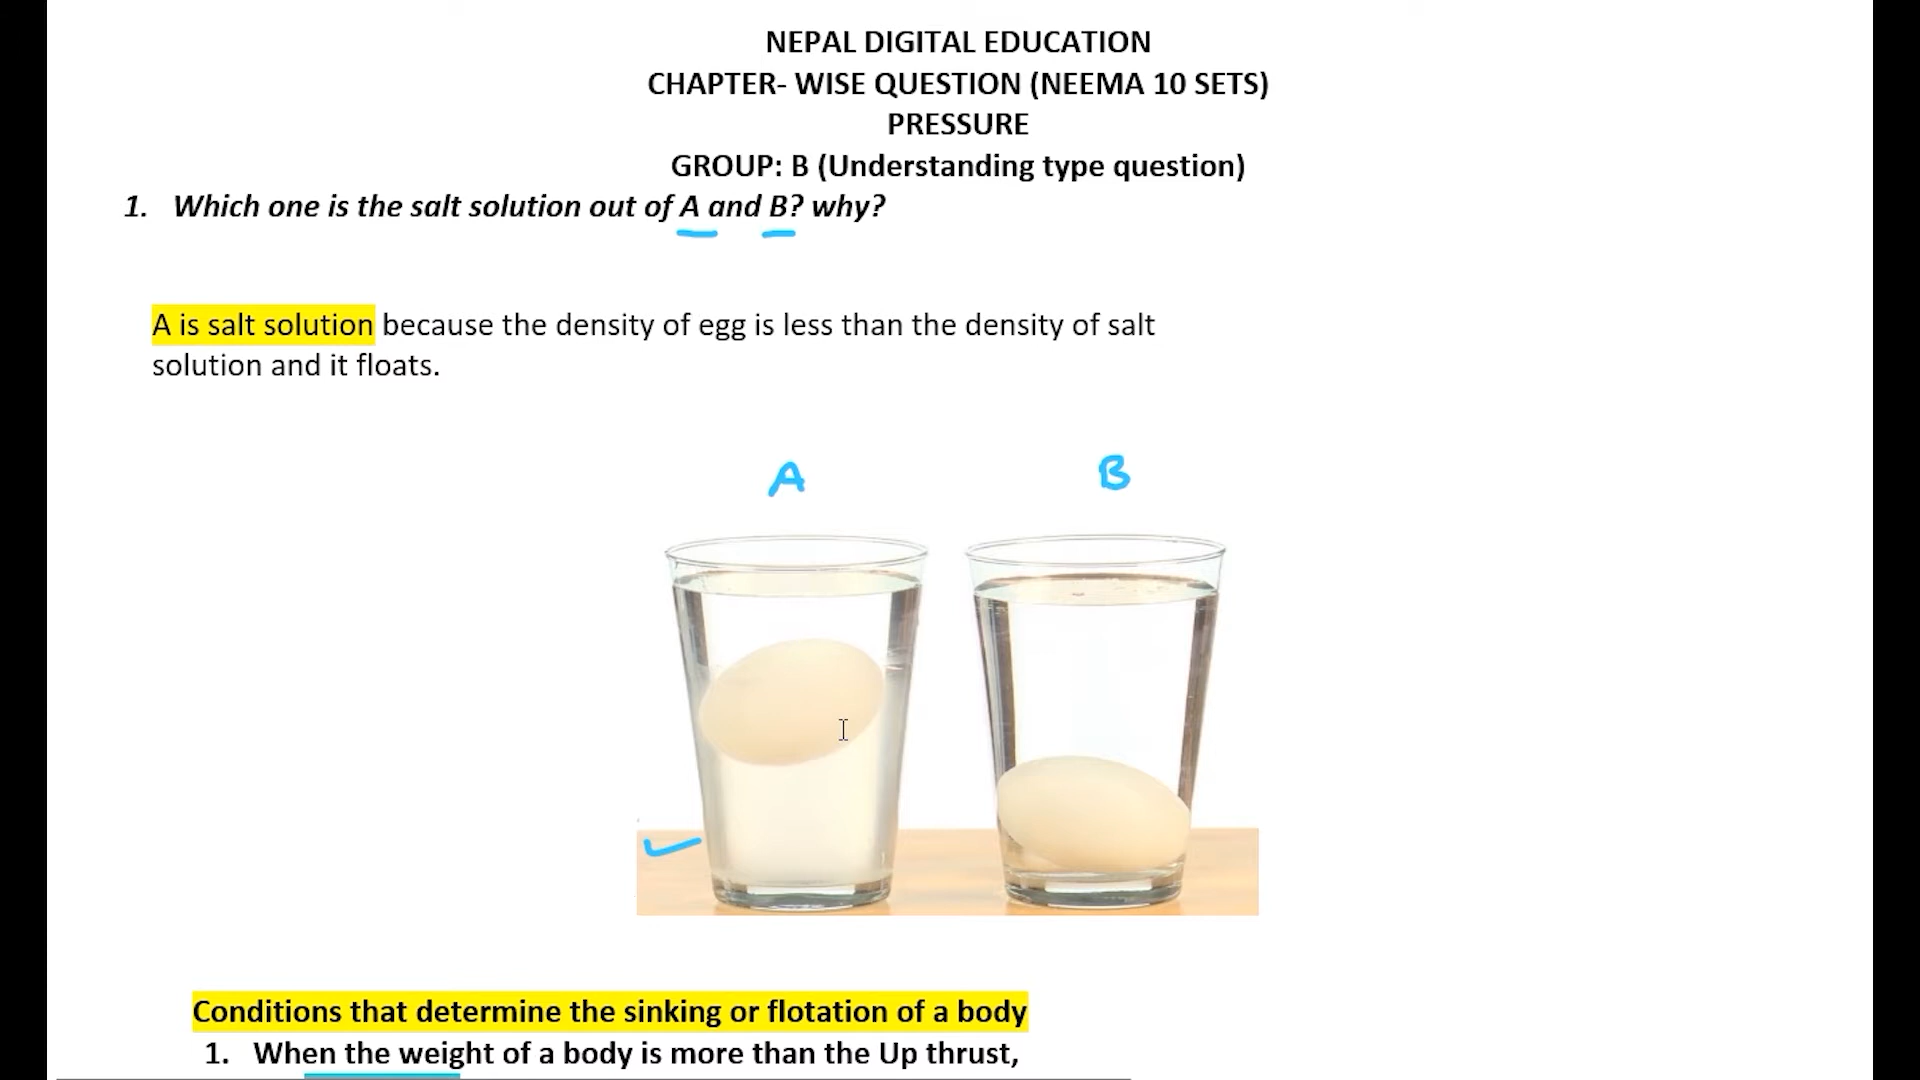 NEPAL DIGITAL EDUCATION
CHAPTER- WISE QUESTION (NEEMA 10 SETS)
PRESSURE
GROUP: B (Understanding type question)
1. Which one is the salt solution out of A and B? why?
A is salt solution because the density of egg is less than the density of salt
solution and it floats.
A B
Conditions that determine the sinking or flotation of a body
1. When the weight of a body is more than the Up thrust,